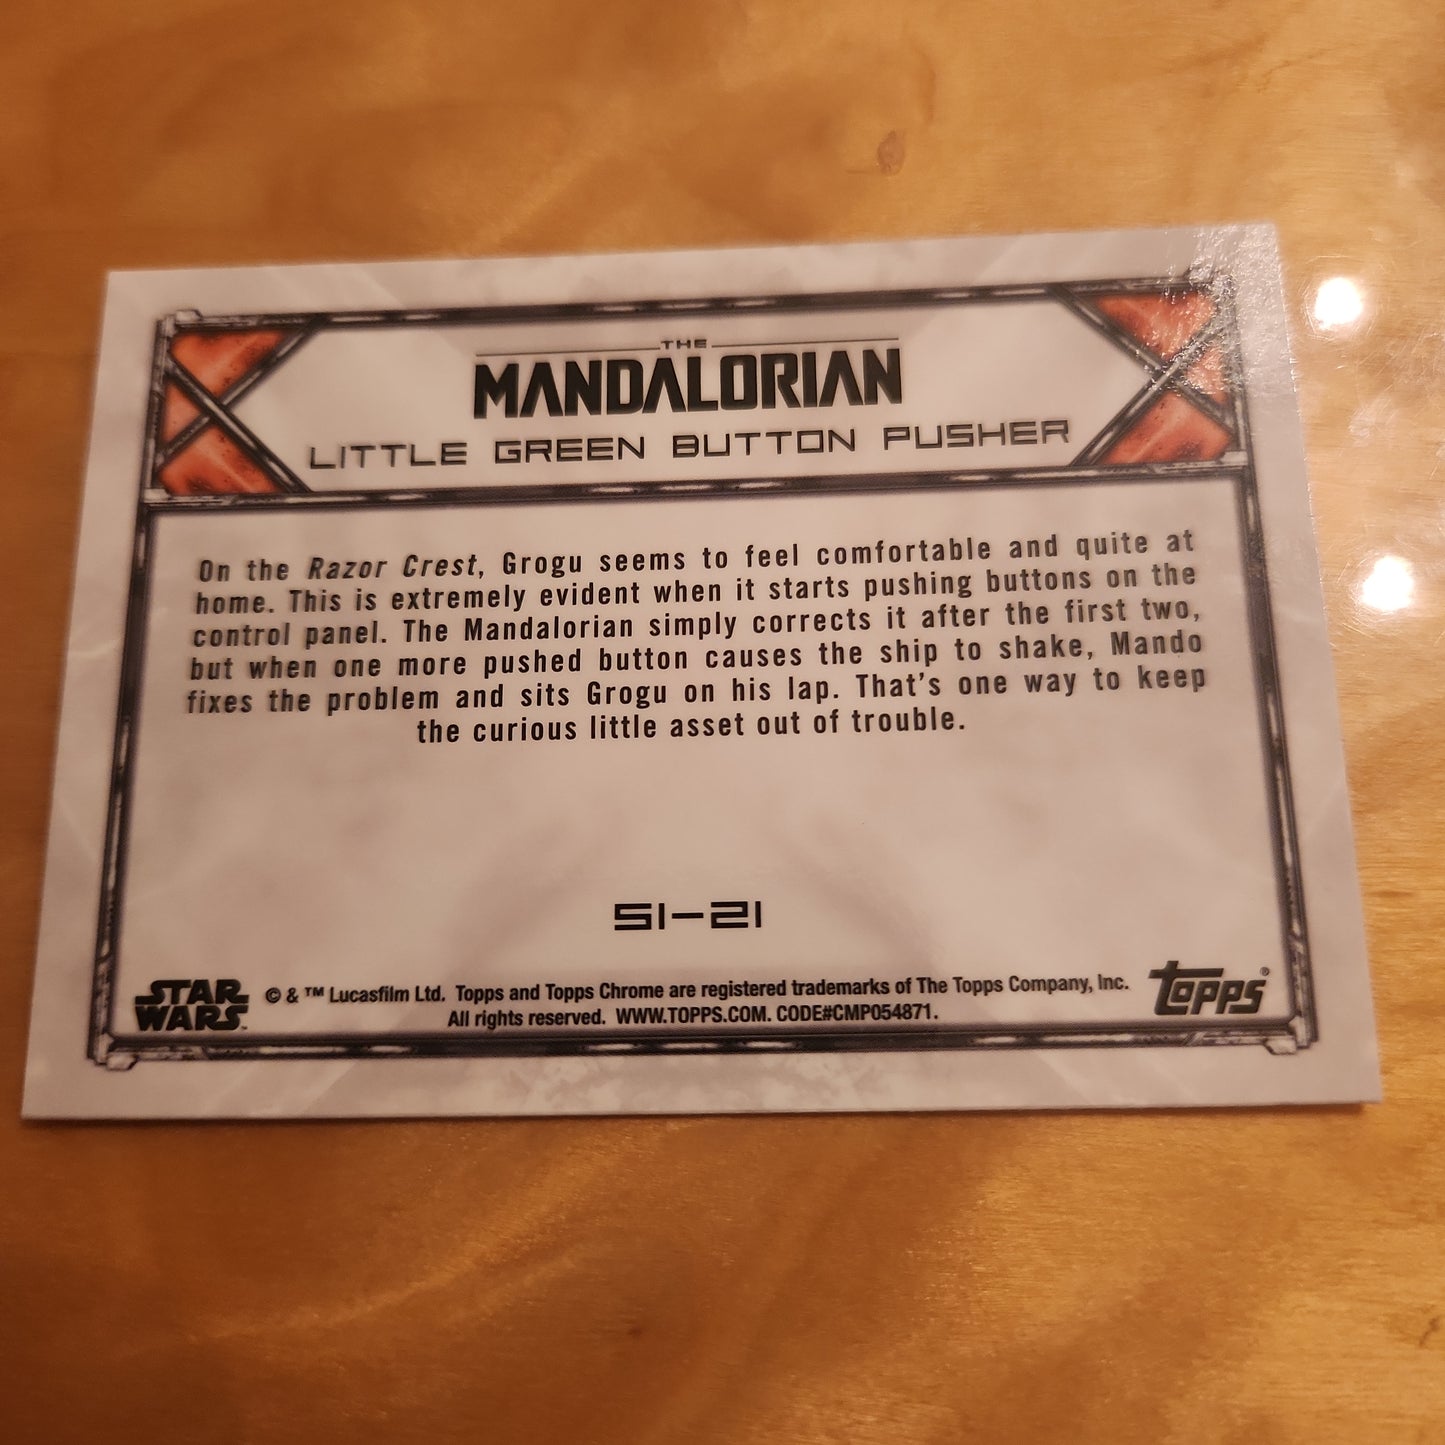 THE
MANDALORIAN
LITTLE GREEN BUTTON PUSHER
On the Razor Crest, Grogu seems to feel comfortable and quite at
home. This is extremely evident when it starts pushing buttons on the
control panel. The Mandalorian simply corrects it after the first two,
but when one more pushed button causes the ship to shake, Mando
fixes the problem and sits Grogu on his lap. That's one way to keep
the curious little asset out of trouble.
S1-21
STAR
WARS™
© & ™ Lucasfilm Ltd. Topps and Topps Chrome are registered trademarks of The Topps Company, Inc.
All rights reserved. WWW.TOPPS.COM. CODE#CMP054871.
topps®